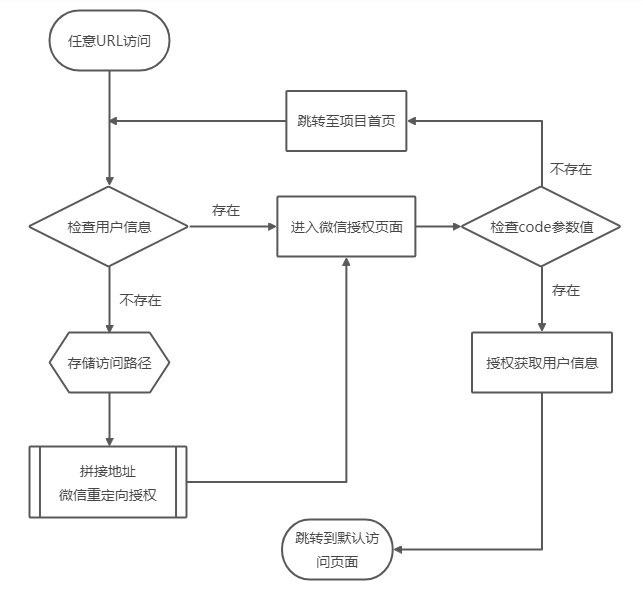 任意URL访问
跳转至项目首页
不存在
检查用户信息
存在
进入微信授权页面
检查code参数值
不存在
存在
存储访问路径
授权获取用户信息
拼接地址
微信重定向授权
跳转到默认访
问页面